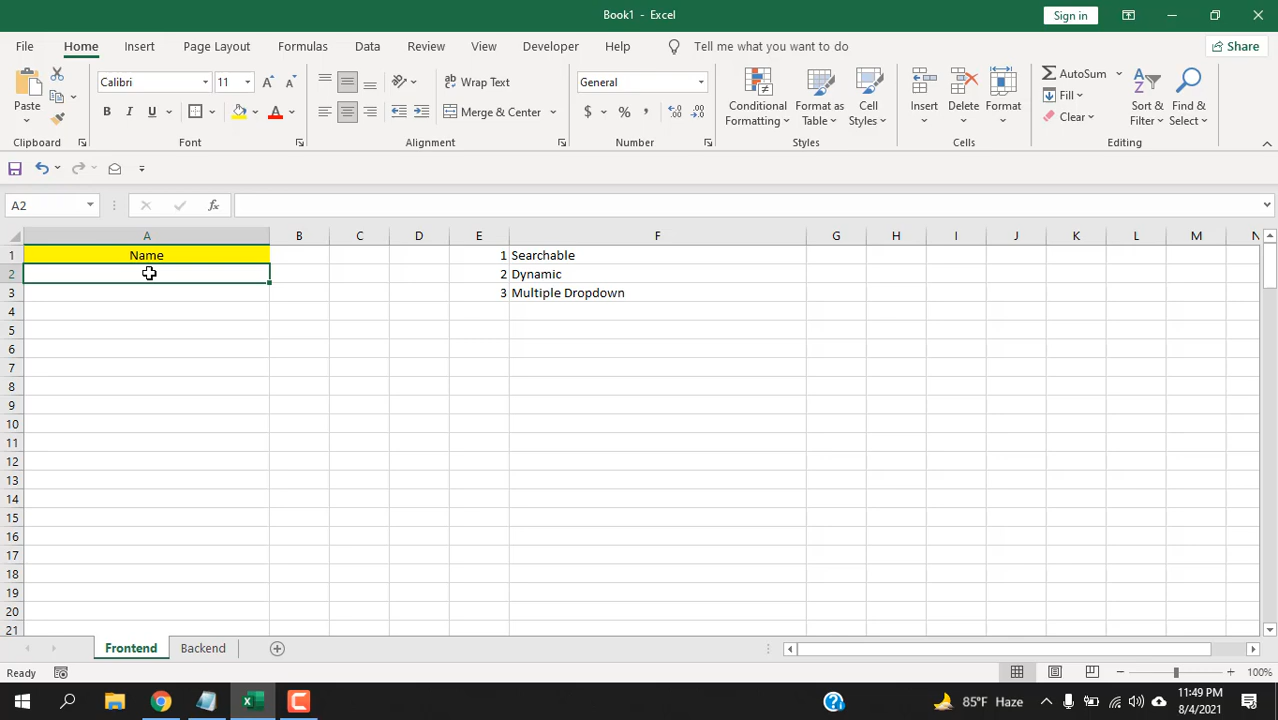 Book1 - Excel
Sign in
File Home Insert Page Layout Formulas Data Review View Developer Help Tell me what you want to do Share
Calibri 11 Wrap Text General AutoSum
Paste Conditional Formatting Format as Table Cell Styles Insert Delete Format Fill Sort & Filter Find & Select
B I U A Merge & Center $ % , Clear
Clipboard Font Alignment Number Styles Cells Editing
A2 fx
A B C D E F G H I J K L M N
1 Name 1 Searchable
2 2 Dynamic
3 3 Multiple Dropdown
4
5
6
7
8
9
10
11
12
13
14
15
16
17
18
19
20
21
Frontend Backend
Ready 100%
85°F Haze 11:49 PM
8/4/2021